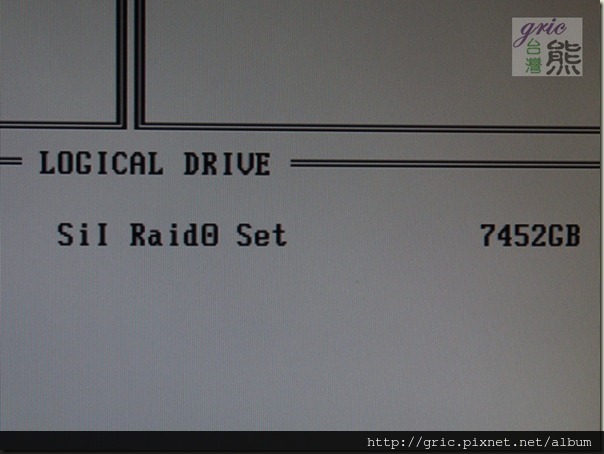 gric
台灣熊
LOGICAL DRIVE
SiI Raid0 Set 7452GB
http://gric.pixnet.net/album